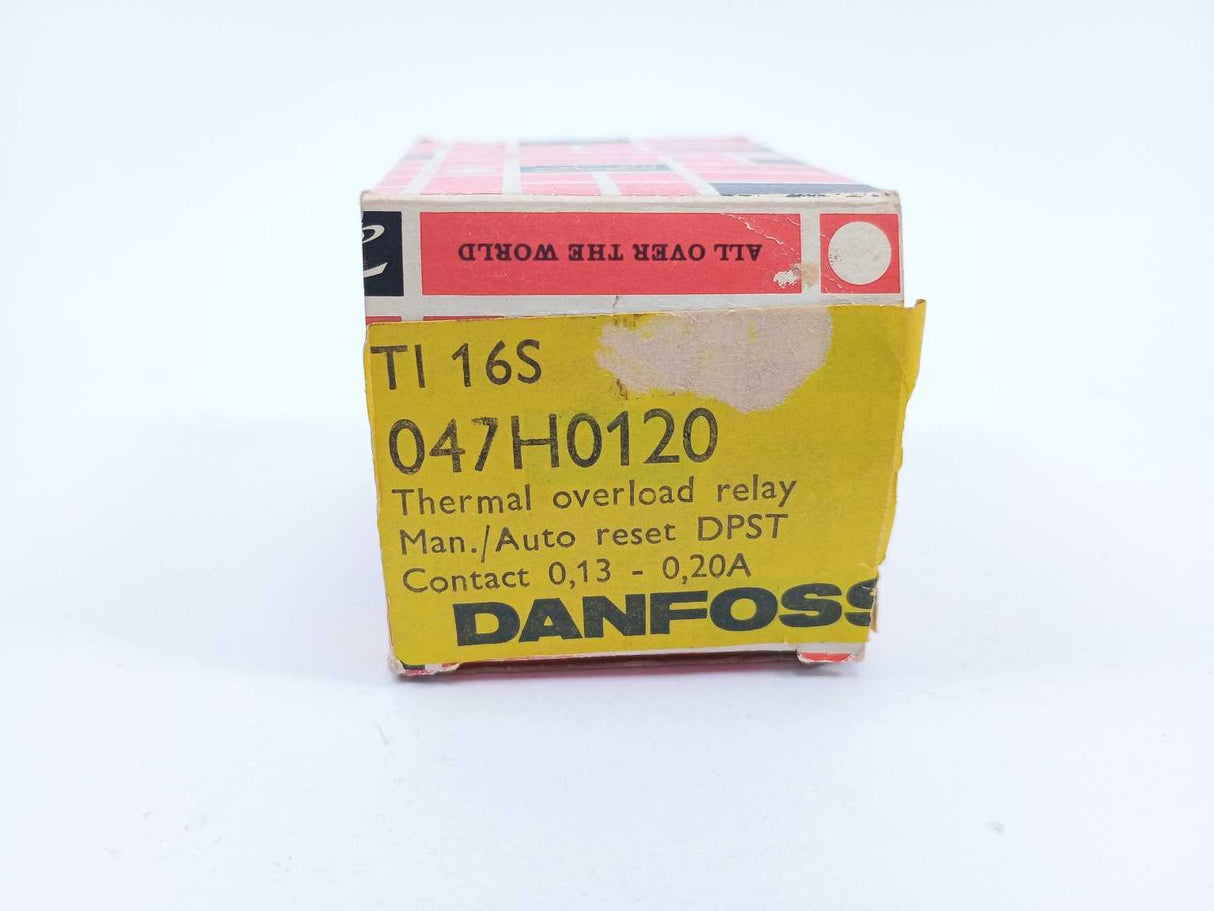 ALL OVER THE WORLD
TI 16S
047H0120
Thermal overload relay
Man./Auto reset DPST
Contact 0,13 - 0,20A
DANFOSS